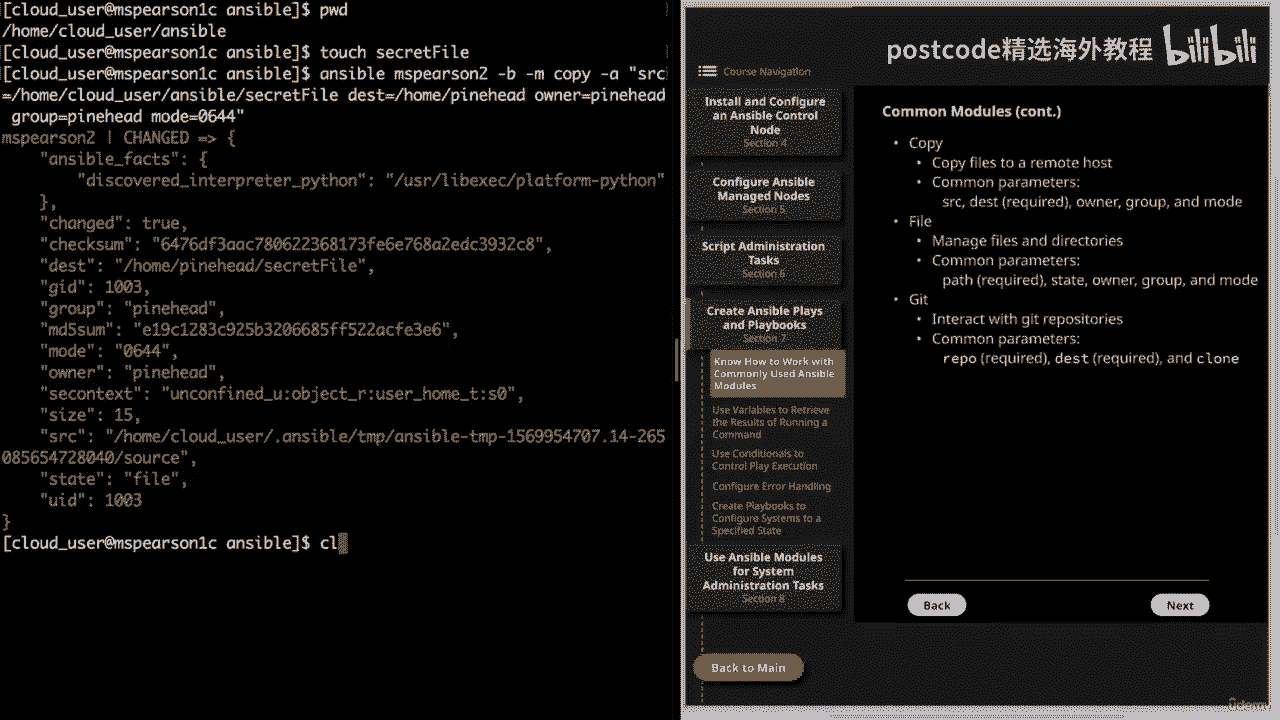 [cloud_user@mspearson1c ansible]$ pwd
/home/cloud_user/ansible
[cloud_user@mspearson1c ansible]$ touch secretFile
[cloud_user@mspearson1c ansible]$ ansible mspearson2 -b -m copy -a "src
=/home/cloud_user/ansible/secretFile dest=/home/pinehead owner=pinehead
group=pinehead mode=0644"
mspearson2 | CHANGED => {
"ansible_facts": {
"discovered_interpreter_python": "/usr/libexec/platform-python"
},
"changed": true,
"checksum": "6476df3aac780622368173fe6e768a2edc3932c8",
"dest": "/home/pinehead/secretFile",
"gid": 1003,
"group": "pinehead",
"md5sum": "e19c1283c925b3206685ff522acfe3e6",
"mode": "0644",
"owner": "pinehead",
"secontext": "unconfined_u:object_r:user_home_t:s0",
"size": 15,
"src": "/home/cloud_user/.ansible/tmp/ansible-tmp-1569954707.14-265
085654728040/source",
"state": "file",
"uid": 1003
}
[cloud_user@mspearson1c ansible]$ cl
postcode精选海外教程 bilibili
Course Navigation
Install and Configure
an Ansible Control
Node
Section 4
Configure Ansible
Managed Nodes
Section 5
Script Administration
Tasks
Section 6
Create Ansible Plays
and Playbooks
Section 7
Know How to Work with
Commonly Used Ansible
Modules
Use Variables to Retrieve
the Results of Running a
Command
Use Conditionals to
Control Play Execution
Configure Error Handling
Create Playbooks to
Configure Systems to a
Specified State
Use Ansible Modules
for System
Administration Tasks
Section 8
Back to Main
Common Modules (cont.)
• Copy
• Copy files to a remote host
• Common parameters:
src, dest (required), owner, group, and mode
• File
• Manage files and directories
• Common parameters:
path (required), state, owner, group, and mode
• Git
• Interact with git repositories
• Common parameters:
repo (required), dest (required), and clone
Back
Next
ûdemy